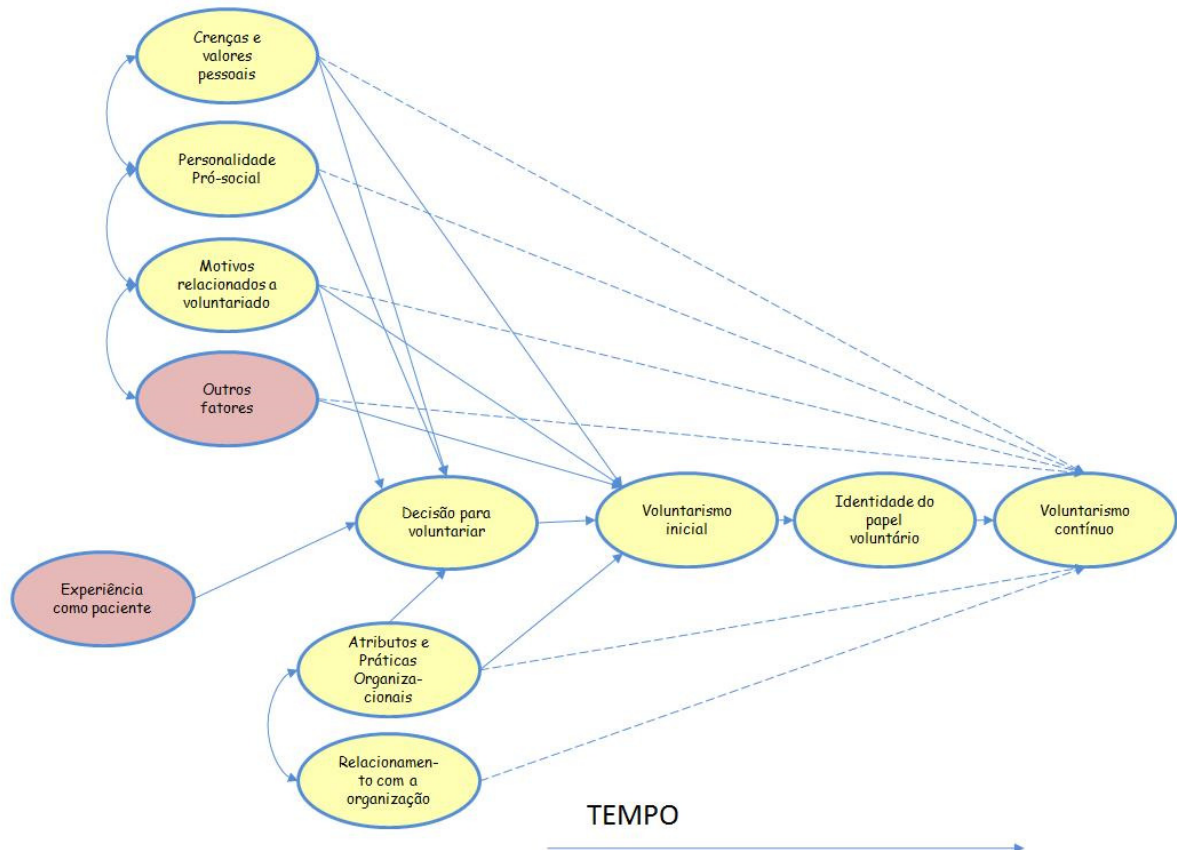 Crenças e
valores
pessoais
Personalidade
Pró-social
Motivos
relacionados a
voluntariado
Outros
fatores
Decisão para
voluntariar
Voluntarismo
inicial
Identidade do
papel
voluntário
Voluntarismo
contínuo
Experiência
como paciente
Atributos e
Práticas
Organiza-
cionais
Relacionamen-
to com a
organização
TEMPO